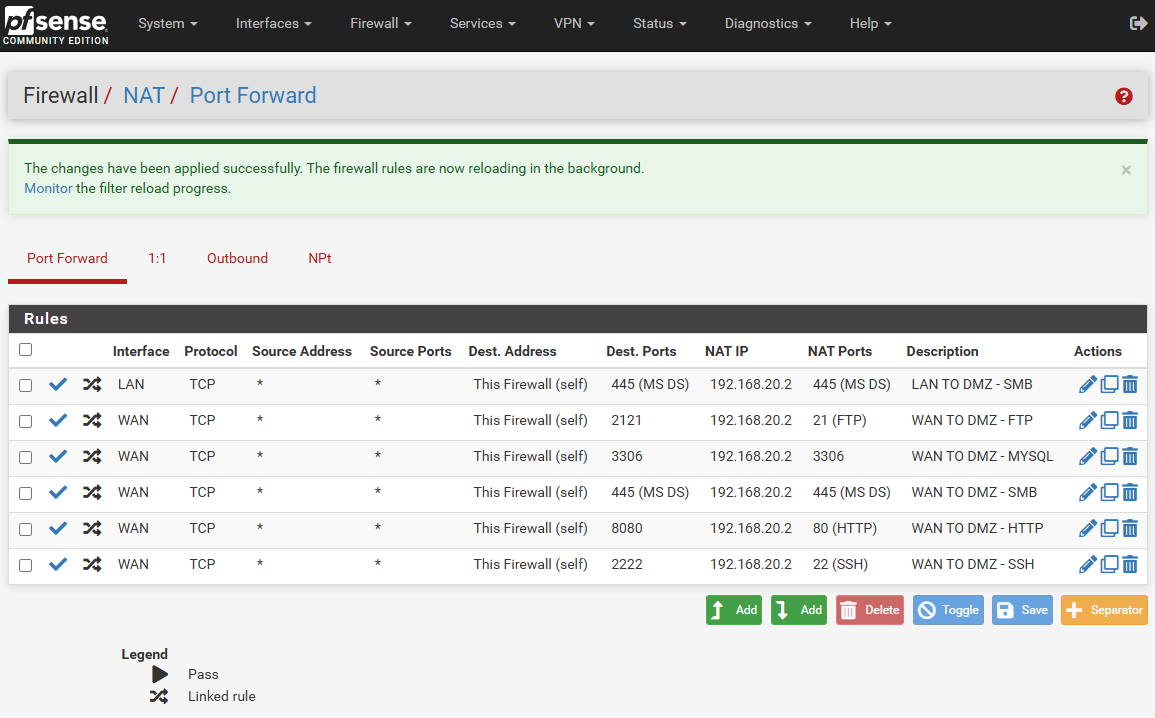 pfsense COMMUNITY EDITION System Interfaces Firewall Services VPN Status Diagnostics Help
Firewall / NAT / Port Forward
The changes have been applied successfully. The firewall rules are now reloading in the background.
Monitor the filter reload progress.
Port Forward 1:1 Outbound NPt
Rules
Interface Protocol Source Address Source Ports Dest. Address Dest. Ports NAT IP NAT Ports Description Actions
LAN TCP * * This Firewall (self) 445 (MS DS) 192.168.20.2 445 (MS DS) LAN TO DMZ - SMB
WAN TCP * * This Firewall (self) 2121 192.168.20.2 21 (FTP) WAN TO DMZ - FTP
WAN TCP * * This Firewall (self) 3306 192.168.20.2 3306 WAN TO DMZ - MYSQL
WAN TCP * * This Firewall (self) 445 (MS DS) 192.168.20.2 445 (MS DS) WAN TO DMZ - SMB
WAN TCP * * This Firewall (self) 8080 192.168.20.2 80 (HTTP) WAN TO DMZ - HTTP
WAN TCP * * This Firewall (self) 2222 192.168.20.2 22 (SSH) WAN TO DMZ - SSH
Add Add Delete Toggle Save Separator
Legend
Pass
Linked rule